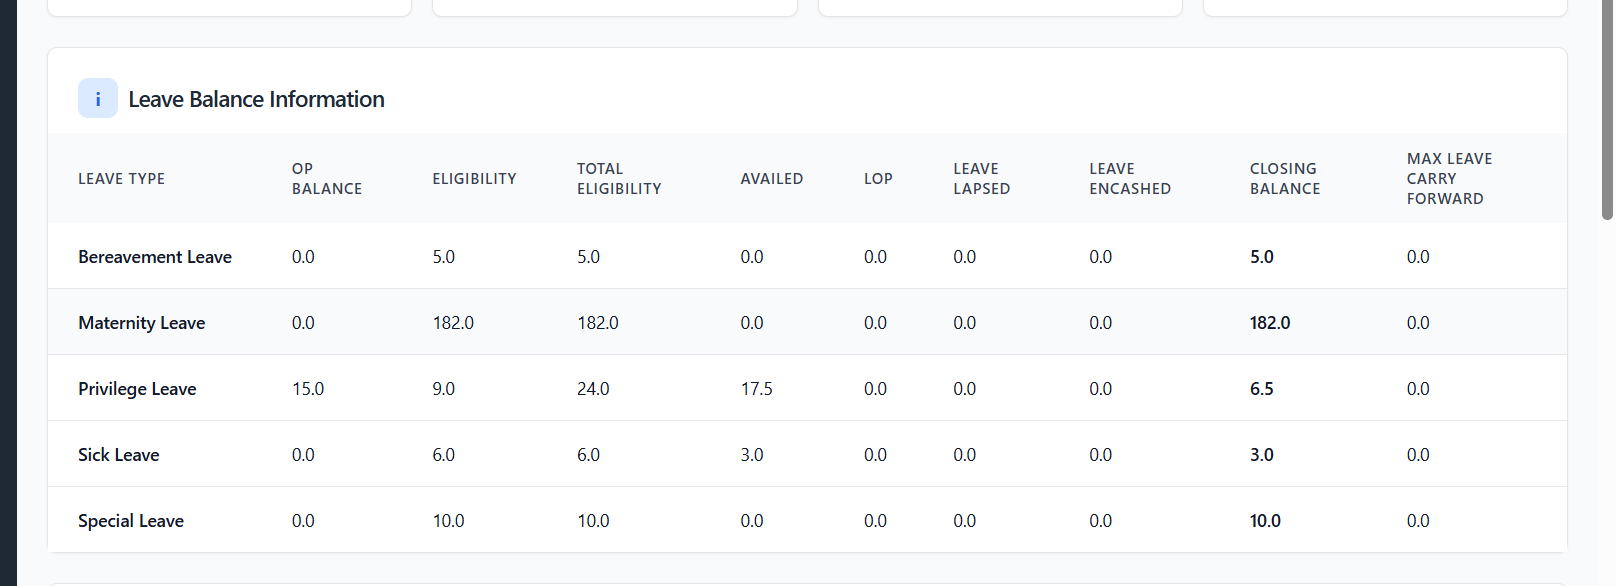 i Leave Balance Information
LEAVE TYPE OP BALANCE ELIGIBILITY TOTAL ELIGIBILITY AVAILED LOP LEAVE LAPSED LEAVE ENCASHED CLOSING BALANCE MAX LEAVE CARRY FORWARD
Bereavement Leave 0.0 5.0 5.0 0.0 0.0 0.0 0.0 5.0 0.0
Maternity Leave 0.0 182.0 182.0 0.0 0.0 0.0 0.0 182.0 0.0
Privilege Leave 15.0 9.0 24.0 17.5 0.0 0.0 0.0 6.5 0.0
Sick Leave 0.0 6.0 6.0 3.0 0.0 0.0 0.0 3.0 0.0
Special Leave 0.0 10.0 10.0 0.0 0.0 0.0 0.0 10.0 0.0